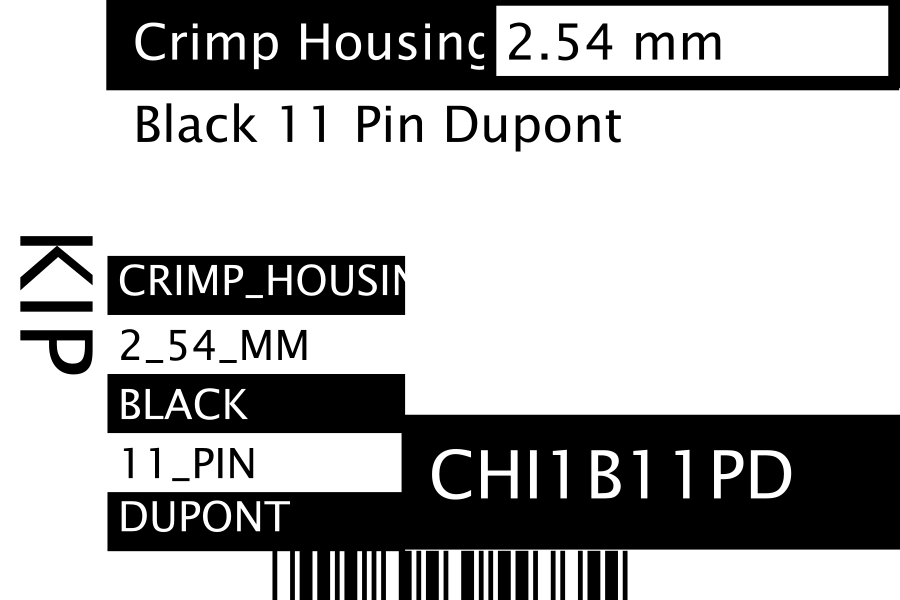 Crimp Housing 2.54 mm
Black 11 Pin Dupont
KIP
CRIMP_HOUSIN
2_54_MM
BLACK
11_PIN
DUPONT
CHI1B11PD